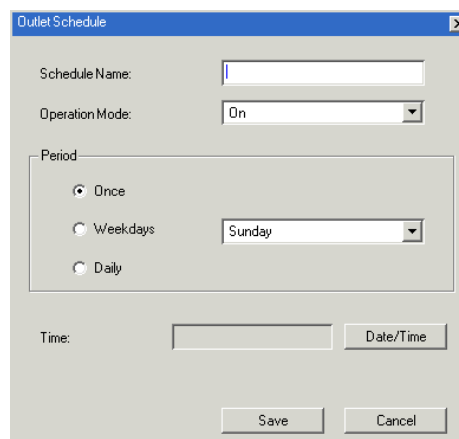 Outlet Schedule
Schedule Name:
Operation Mode: On
Period
Once
Weekdays Sunday
Daily
Time: Date/Time
Save Cancel